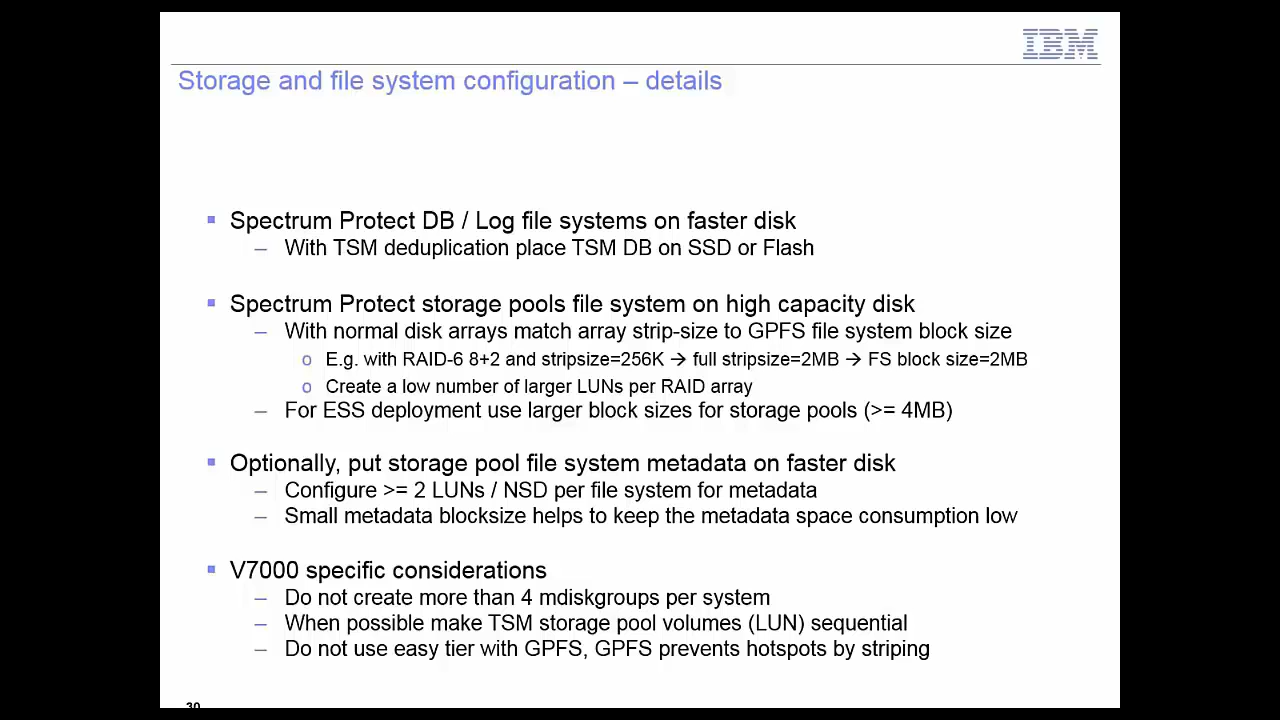 IBM
Storage and file system configuration – details
▪ Spectrum Protect DB / Log file systems on faster disk
– With TSM deduplication place TSM DB on SSD or Flash
▪ Spectrum Protect storage pools file system on high capacity disk
– With normal disk arrays match array strip-size to GPFS file system block size
o E.g. with RAID-6 8+2 and stripsize=256K → full stripsize=2MB → FS block size=2MB
o Create a low number of larger LUNs per RAID array
– For ESS deployment use larger block sizes for storage pools (>= 4MB)
▪ Optionally, put storage pool file system metadata on faster disk
– Configure >= 2 LUNs / NSD per file system for metadata
– Small metadata blocksize helps to keep the metadata space consumption low
▪ V7000 specific considerations
– Do not create more than 4 mdiskgroups per system
– When possible make TSM storage pool volumes (LUN) sequential
– Do not use easy tier with GPFS, GPFS prevents hotspots by striping
30